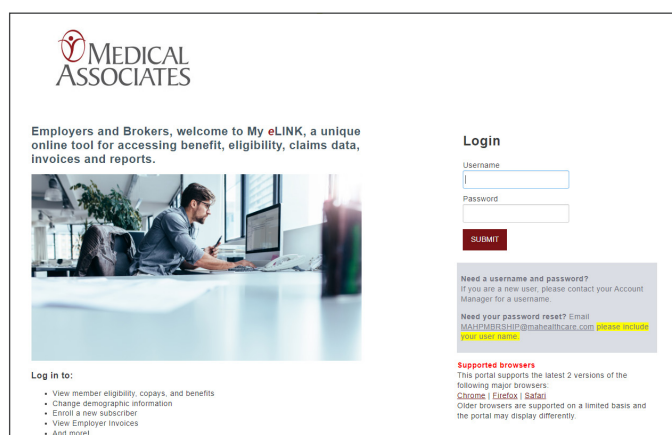 MEDICAL
ASSOCIATES
Employers and Brokers, welcome to My eLINK, a unique
online tool for accessing benefit, eligibility, claims data,
invoices and reports.
Log in to:
• View member eligibility, copays, and benefits
• Change demographic information
• Enroll a new subscriber
• View Employer Invoices
• And more!
Login
Username
Password
SUBMIT
Need a username and password?
If you are a new user, please contact your Account
Manager for a username.
Need your password reset? Email
MAHPMBRSHIP@mahealthcare.com please include
your user name.
Supported browsers
This portal supports the latest 2 versions of the
following major browsers:
Chrome | Firefox | Safari
Older browsers are supported on a limited basis and
the portal may display differently.